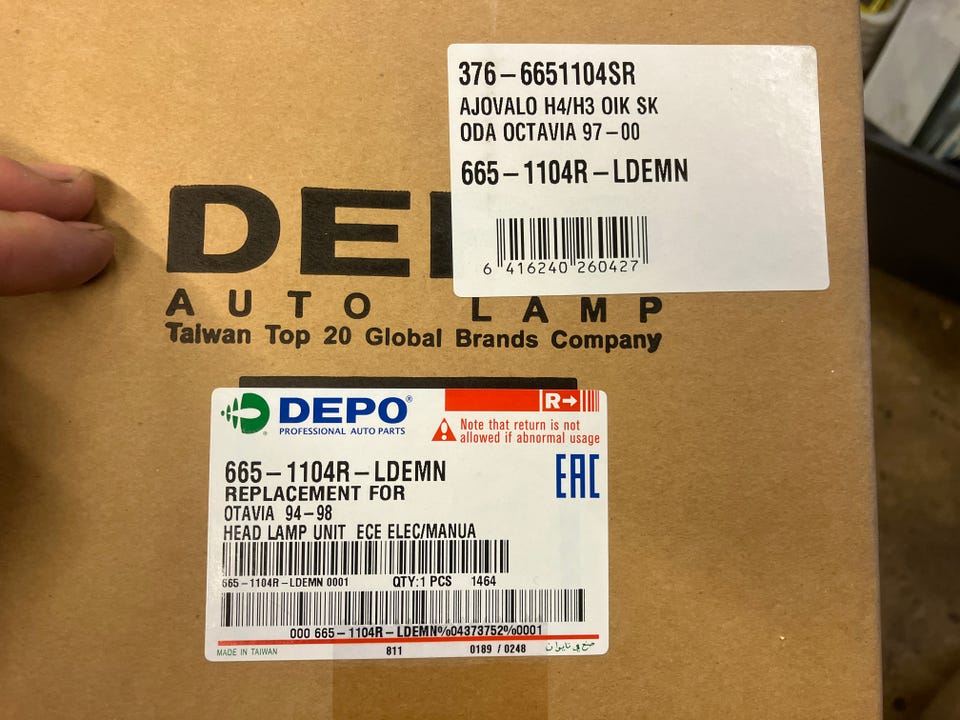 376-6651104SR
AJOVALO H4/H3 OIK SK
ODA OCTAVIA 97-00
665-1104R-LDEMN
6 416240 260427
DE
AUTO LAMP
Taiwan Top 20 Global Brands Company
DEPO®
PROFESSIONAL AUTO PARTS
R→
Note that return is not
allowed if abnormal usage
665-1104R-LDEMN
REPLACEMENT FOR
OTAVIA 94-98
HEAD LAMP UNIT ECE ELEC/MANUA
EAC
665-1104R-LDEMN 0001 QTY:1 PCS 1464
000 665-1104R-LDEMN%04373752%0001
MADE IN TAIWAN 811 0189 / 0248 صنع في تايوان